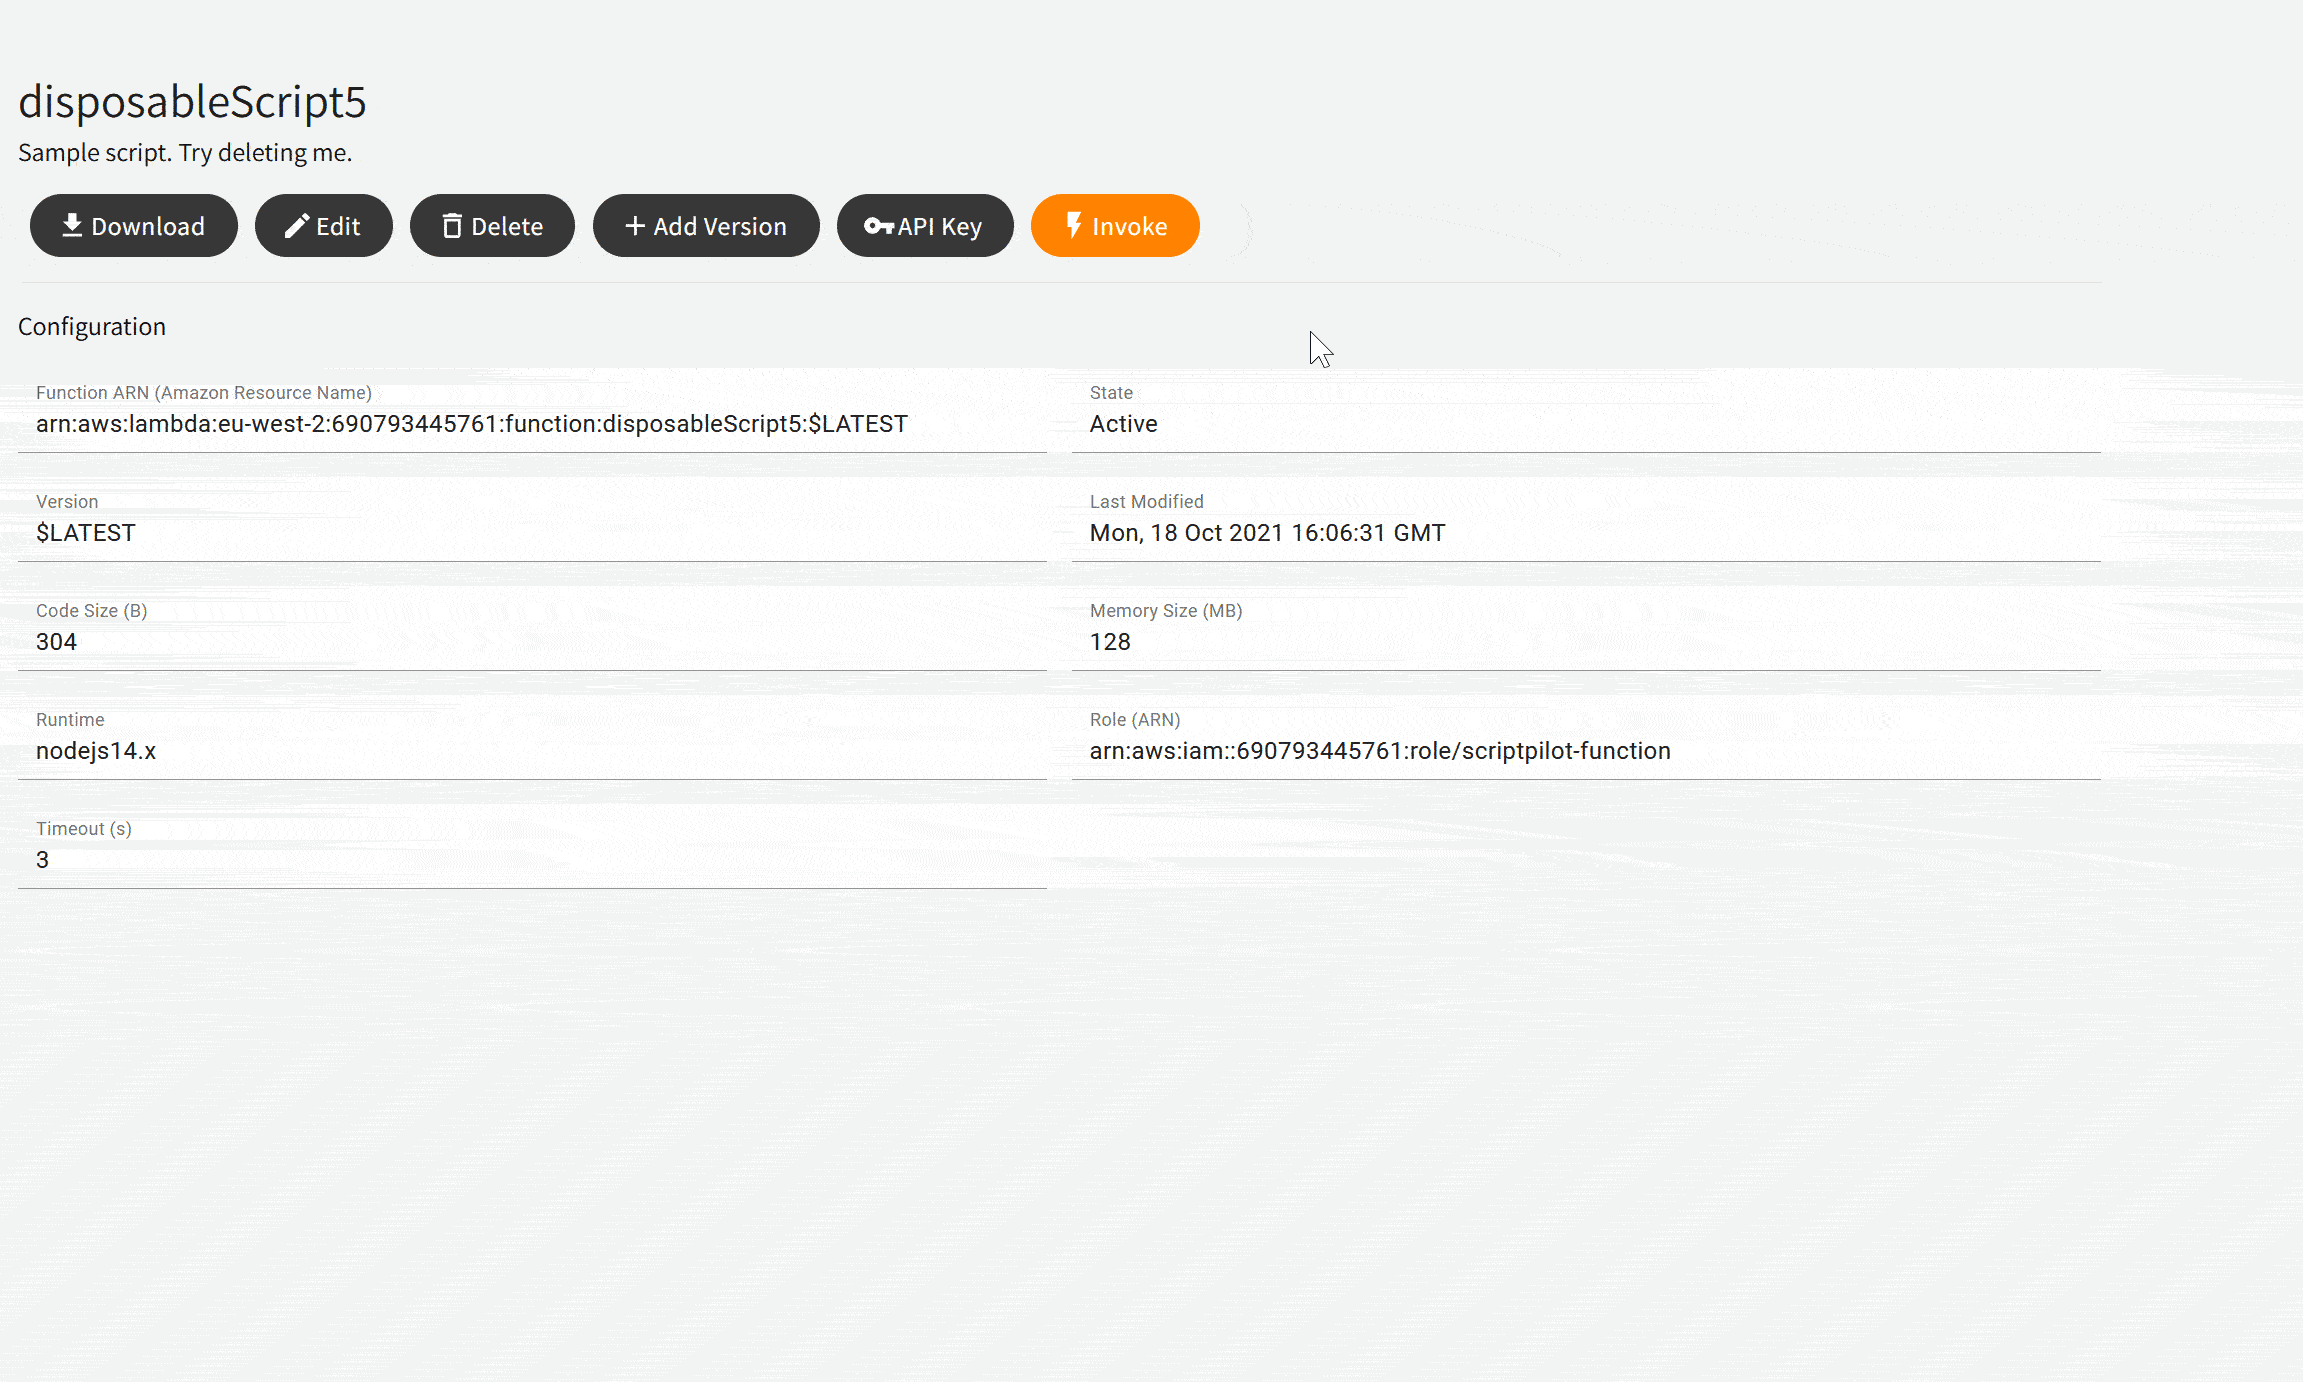 disposableScript5
Sample script. Try deleting me.
Download Edit Delete Add Version API Key Invoke
Configuration
Function ARN (Amazon Resource Name)
arn:aws:lambda:eu-west-2:690793445761:function:disposableScript5:$LATEST
State
Active
Version
$LATEST
Last Modified
Mon, 18 Oct 2021 16:06:31 GMT
Code Size (B)
304
Memory Size (MB)
128
Runtime
nodejs14.x
Role (ARN)
arn:aws:iam::690793445761:role/scriptpilot-function
Timeout (s)
3